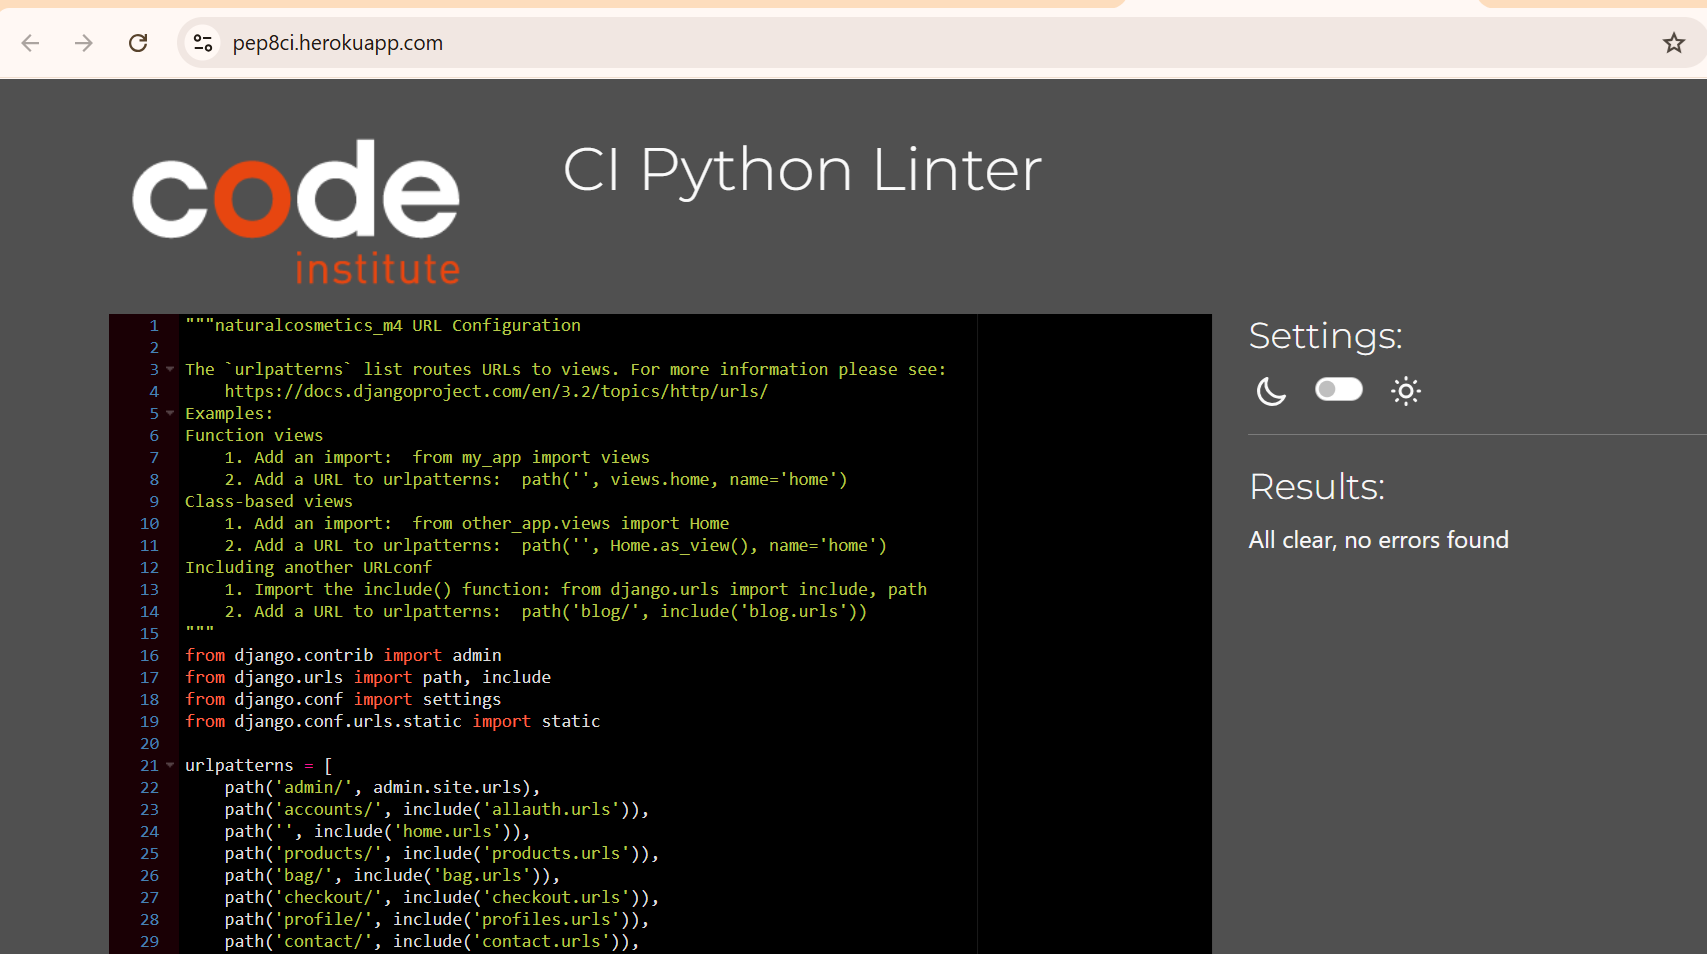 pep8ci.herokuapp.com
code
institute
CI Python Linter
1 """naturalcosmetics_m4 URL Configuration
2
3 The `urlpatterns` list routes URLs to views. For more information please see:
4     https://docs.djangoproject.com/en/3.2/topics/http/urls/
5 Examples:
6 Function views
7     1. Add an import:  from my_app import views
8     2. Add a URL to urlpatterns:  path('', views.home, name='home')
9 Class-based views
10     1. Add an import:  from other_app.views import Home
11     2. Add a URL to urlpatterns:  path('', Home.as_view(), name='home')
12 Including another URLconf
13     1. Import the include() function: from django.urls import include, path
14     2. Add a URL to urlpatterns:  path('blog/', include('blog.urls'))
15 """
16 from django.contrib import admin
17 from django.urls import path, include
18 from django.conf import settings
19 from django.conf.urls.static import static
20
21 urlpatterns = [
22     path('admin/', admin.site.urls),
23     path('accounts/', include('allauth.urls')),
24     path('', include('home.urls')),
25     path('products/', include('products.urls')),
26     path('bag/', include('bag.urls')),
27     path('checkout/', include('checkout.urls')),
28     path('profile/', include('profiles.urls')),
29     path('contact/', include('contact.urls')),
Settings:
Results:
All clear, no errors found